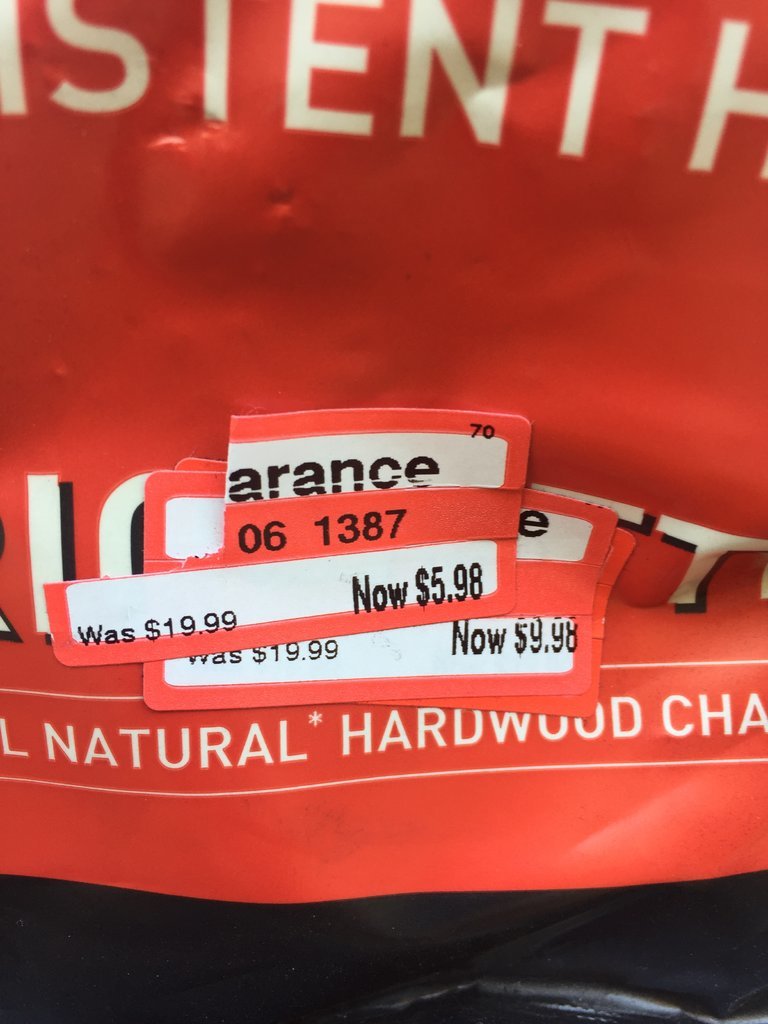 ISTENT H
70
arance
06 1387
e
Was $19.99 Now $5.98
Was $19.99 Now $9.98
L NATURAL* HARDWOOD CHA